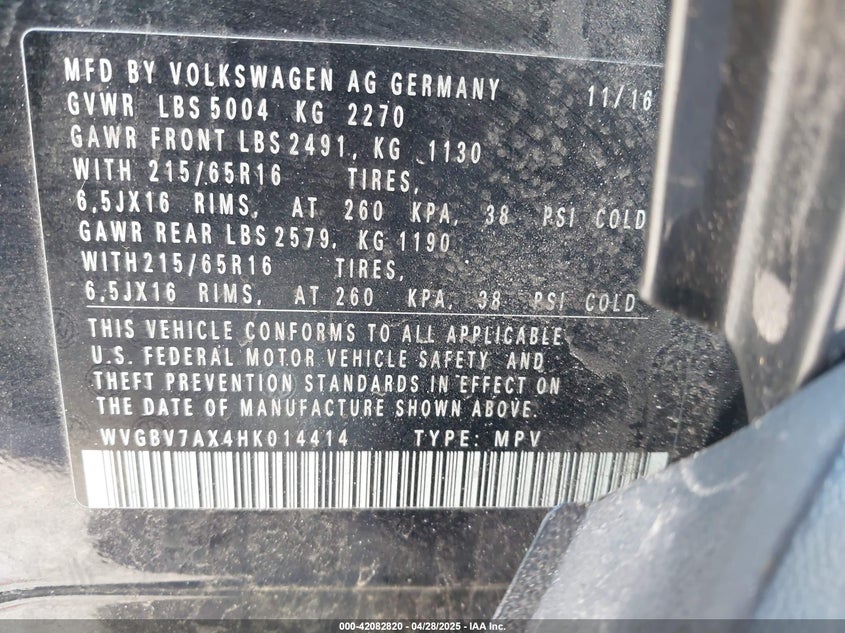 MFD BY VOLKSWAGEN AG GERMANY 11/16
GVWR LBS 5004 KG 2270
GAWR FRONT LBS 2491, KG 1130
WITH 215/65R16 TIRES,
6,5JX16 RIMS, AT 260 KPA, 38 PSI COLD
GAWR REAR LBS 2579, KG 1190
WITH215/65R16 TIRES,
6,5JX16 RIMS, AT 260 KPA, 38 PSI COLD
THIS VEHICLE CONFORMS TO ALL APPLICABLE
U.S. FEDERAL MOTOR VEHICLE SAFETY AND
THEFT PREVENTION STANDARDS IN EFFECT ON
THE DATE OF MANUFACTURE SHOWN ABOVE.
WVGBV7AX4HK014414 TYPE: MPV
000-42082820 - 04/28/2025 - IAA Inc.